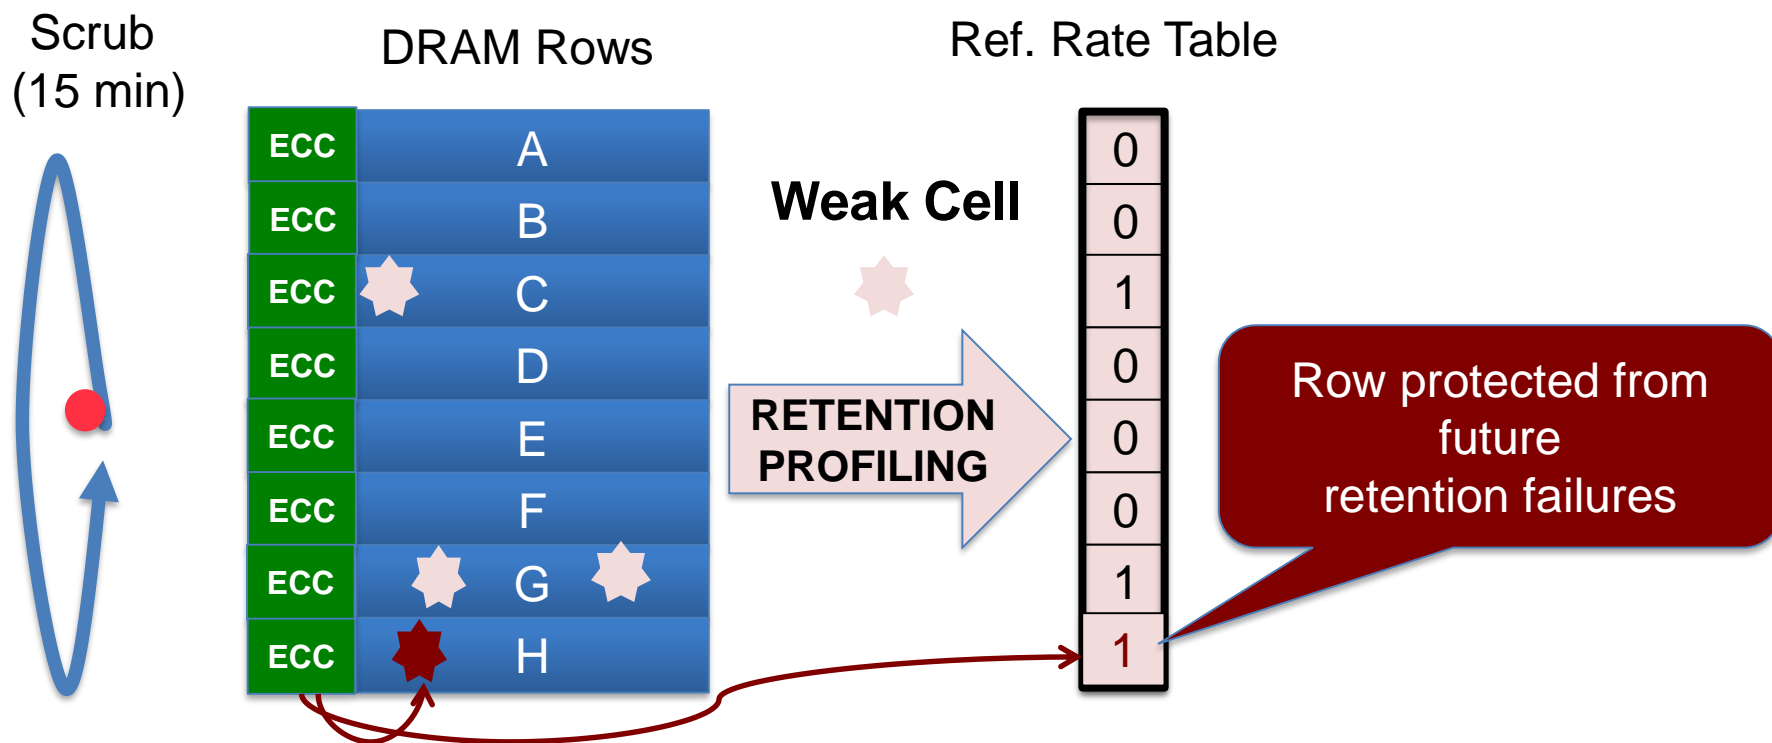 Scrub
(15 min)
DRAM Rows
Ref. Rate Table
ECC A 0
ECC B 0
Weak Cell
ECC C 1
ECC D 0
RETENTION
PROFILING
ECC E 0
ECC F 0
ECC G 1
ECC H 1
Row protected from
future
retention failures